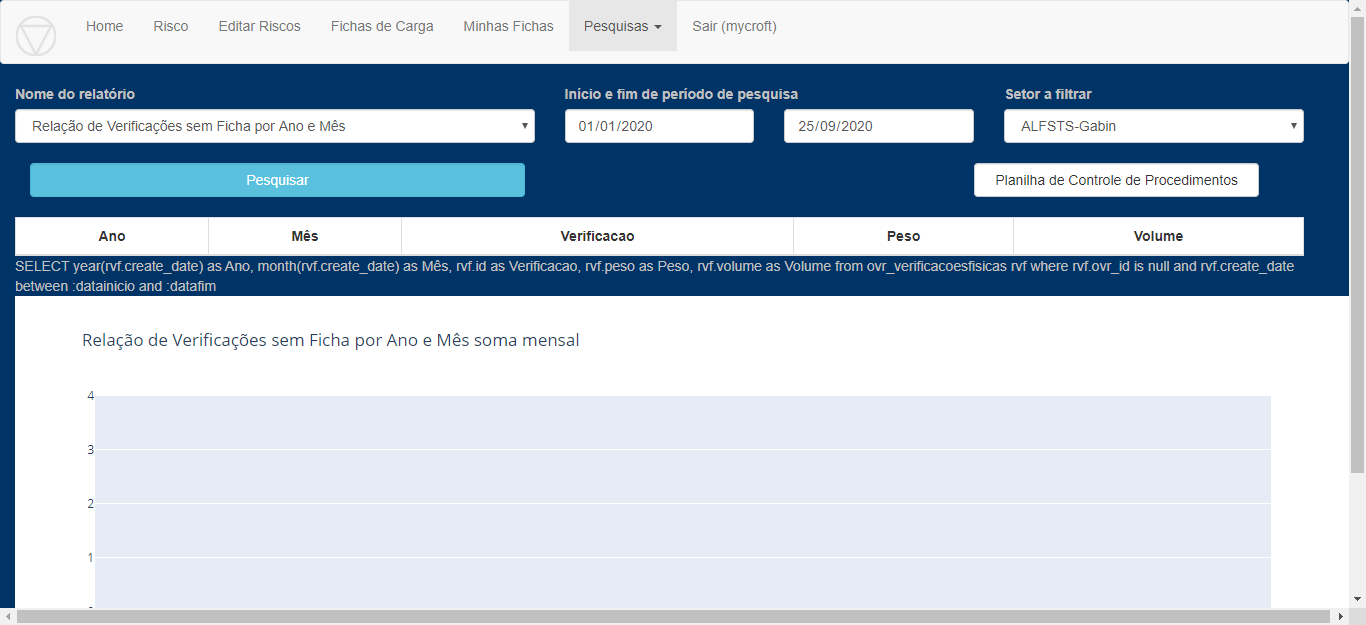 Home Risco Editar Riscos Fichas de Carga Minhas Fichas Pesquisas Sair (mycroft)
Nome do relatório Início e fim de período de pesquisa Setor a filtrar
Relação de Verificações sem Ficha por Ano e Mês 01/01/2020 25/09/2020 ALFSTS-Gabin
Pesquisar Planilha de Controle de Procedimentos
Ano Mês Verificacao Peso Volume
SELECT year(rvf.create_date) as Ano, month(rvf.create_date) as Mês, rvf.id as Verificacao, rvf.peso as Peso, rvf.volume as Volume from ovr_verificacoesfisicas rvf where rvf.ovr_id is null and rvf.create_date
between :datainicio and :datafim
Relação de Verificações sem Ficha por Ano e Mês soma mensal
4
3
2
1